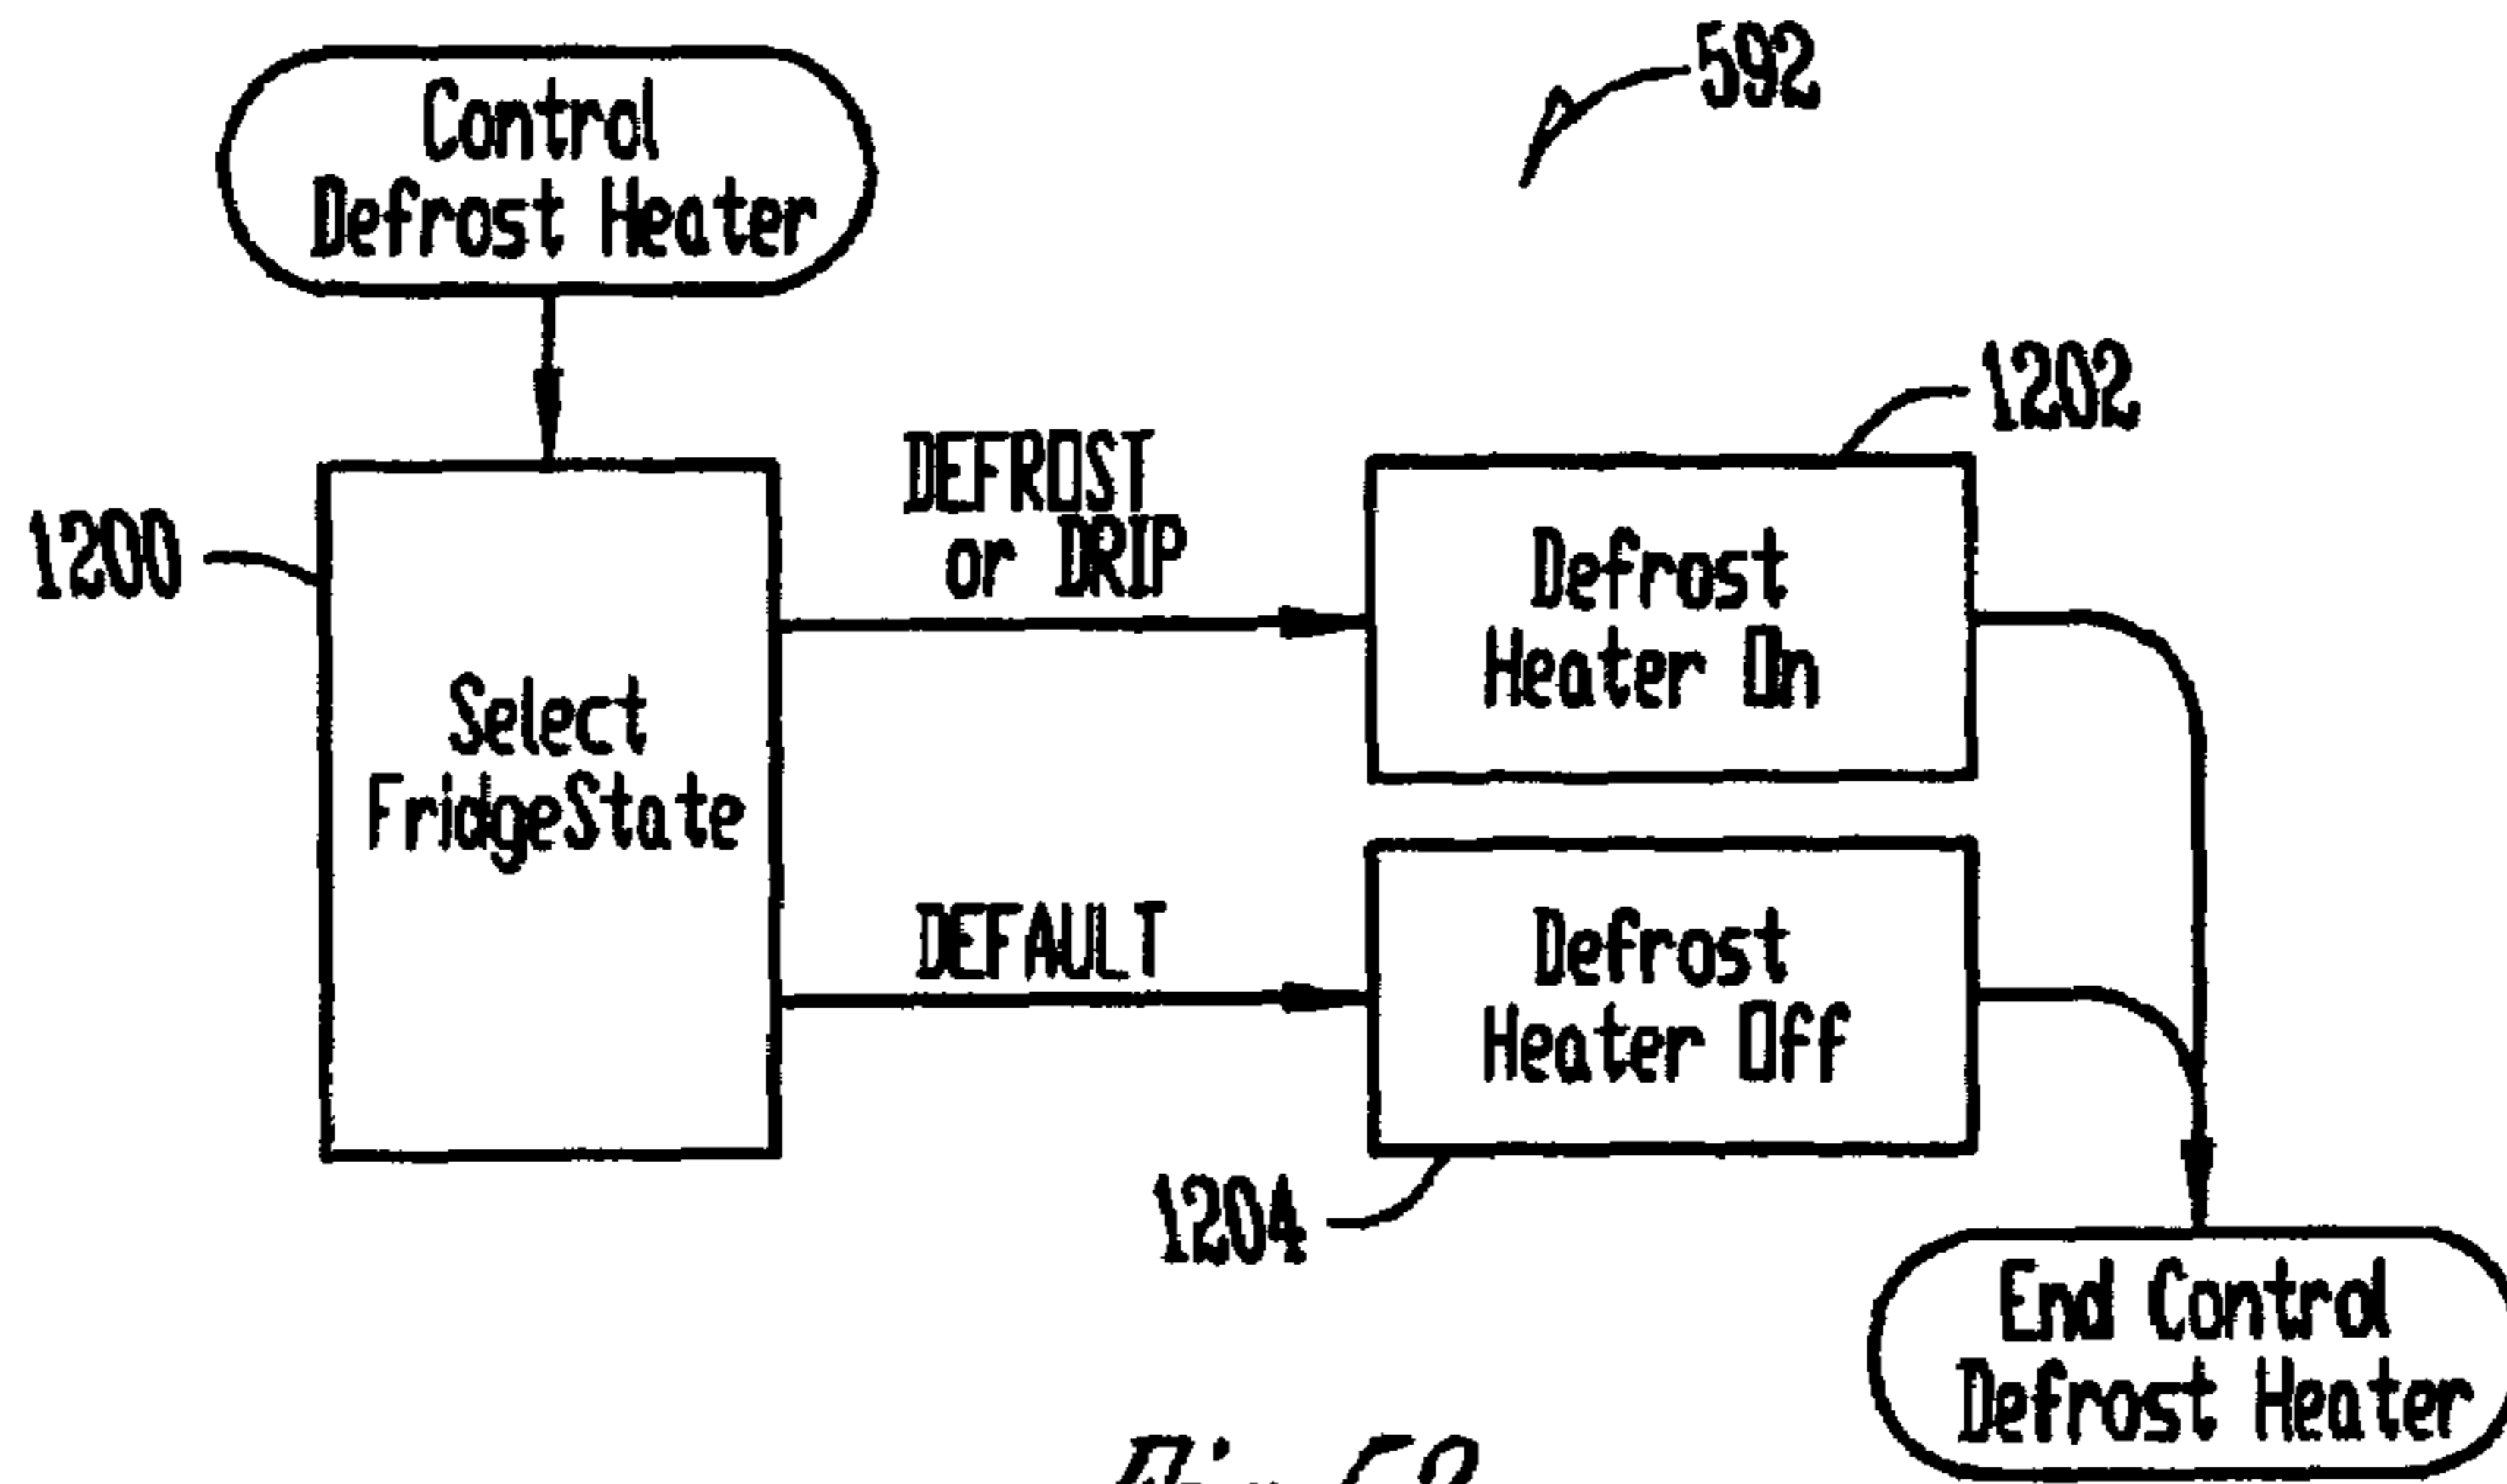 Control
Defrost Heater
592
1200
Select
FridgeState
DEFROST
or DRIP
1202
Defrost
Heater On
DEFAULT
Defrost
Heater Off
1204
End Control
Defrost Heater